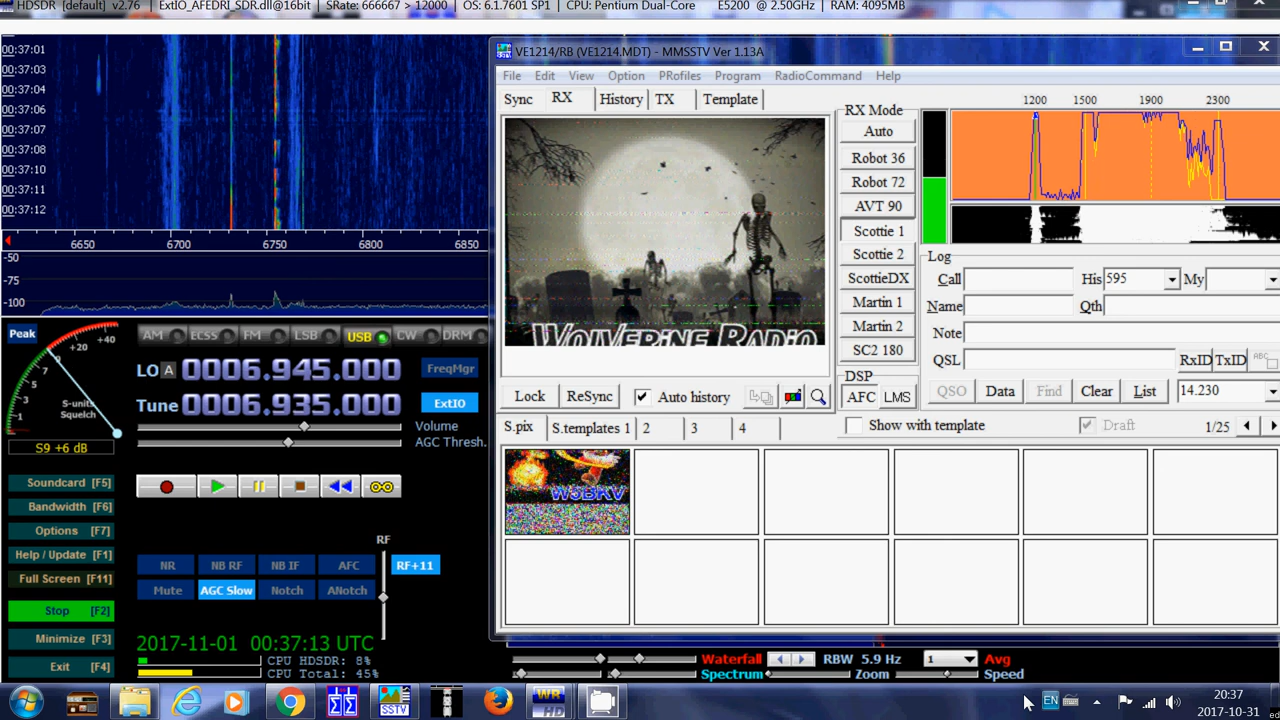 HDSDR [default] v2.76 | ExtIO_AFEDRI_SDR.dll@16bit | SRate: 666667 > 12000 | OS: 6.1.7601 SP1 | CPU: Pentium Dual-Core E5200 @ 2.50GHz | RAM: 4095MB
00:37:01
00:37:03
00:37:04
00:37:06
00:37:07
00:37:08
00:37:10
00:37:11
00:37:12
6650 6700 6750 6800 6850
-50
-75
-100
Peak
1 3 5 7 9 +20 +40
S-units
Squelch
S9 +6 dB
AM ECSS FM LSB USB CW DRM
LO A 0006.945.000 FreqMgr
Tune 0006.935.000 ExtIO
Volume
AGC Thresh.
Soundcard [F5]
Bandwidth [F6]
Options [F7]
Help / Update [F1]
Full Screen [F11]
Stop [F2]
Minimize [F3]
Exit [F4]
RF
NR NB RF NB IF AFC RF+11
Mute AGC Slow Notch ANotch
2017-11-01 00:37:13 UTC
CPU HDSDR: 8%
CPU Total: 45%
VE1214/RB (VE1214.MDT) - MMSSTV Ver 1.13A
File Edit View Option PRofiles Program RadioCommand Help
Sync RX History TX Template
WOLVERINE RADIO
RX Mode
Auto
Robot 36
Robot 72
AVT 90
Scottie 1
Scottie 2
ScottieDX
Martin 1
Martin 2
SC2 180
DSP
AFC LMS
1200 1500 1900 2300
Log
Call His 595 My
Name Qth
Note
QSL RxID TxID ABC
QSO Data Find Clear List 14.230
Lock ReSync Auto history
S.pix S.templates 1 2 3 4 Show with template Draft 1/25
W5BKV
Waterfall RBW 5.9 Hz 1 Avg
Spectrum Zoom Speed
SSTV WR HD EN
20:37
2017-10-31